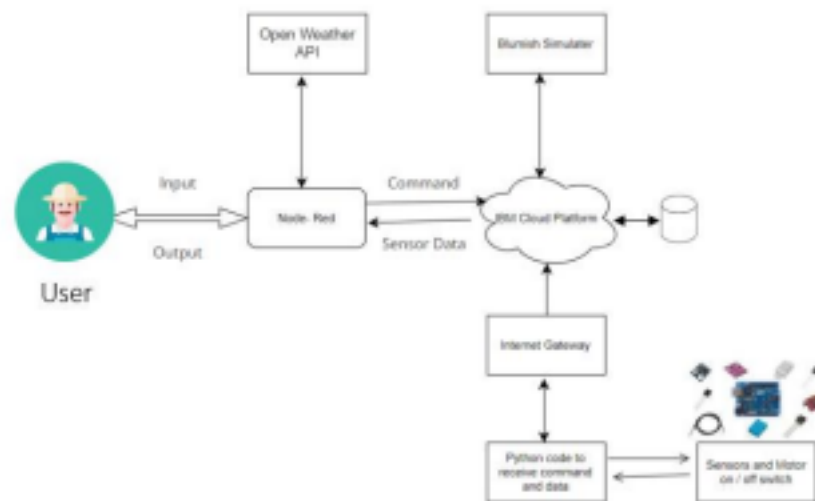 Open Weather
API
Blumish Simulater
Input
Command
Node- Red
IBM Cloud Platform
Output
Sensor Data
User
Internet Gateway
Python code to
receive command
and data
Sensors and Motor
on / off switch